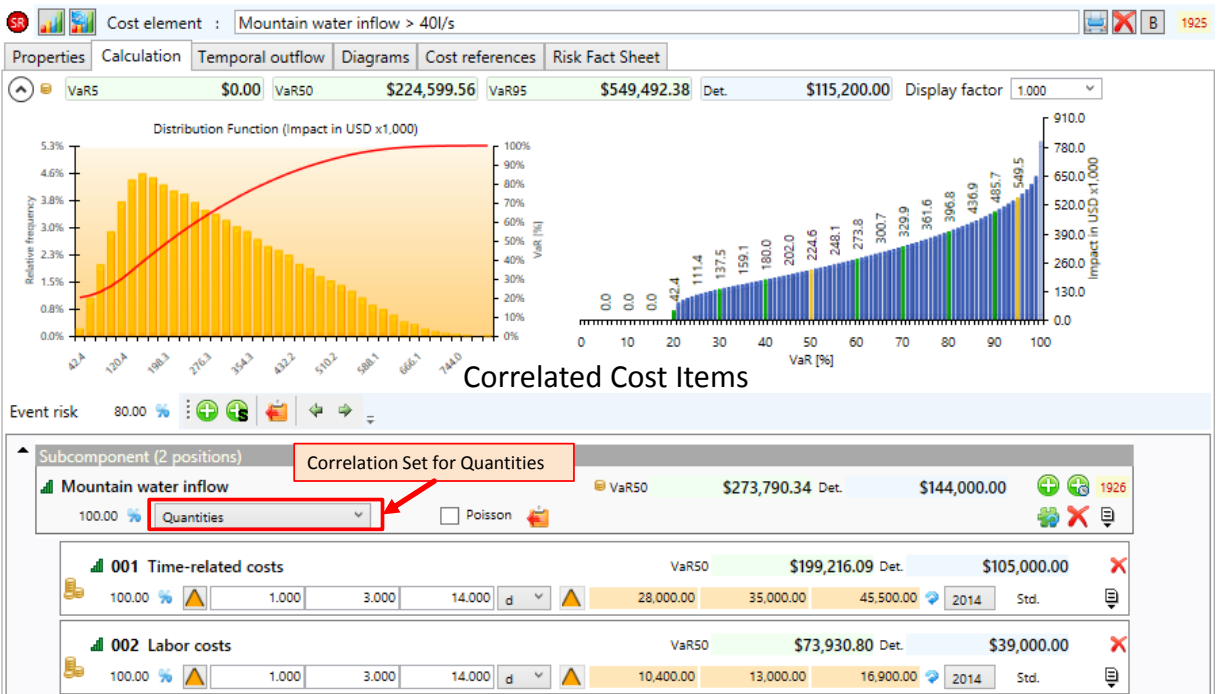 SR Cost element : Mountain water inflow > 40l/s B 1925
Properties Calculation Temporal outflow Diagrams Cost references Risk Fact Sheet
VaR5 $0.00 VaR50 $224,599.56 VaR95 $549,492.38 Det. $115,200.00 Display factor 1.000
Distribution Function (Impact in USD x1,000)
Relative frequency
5.3%
4.6%
3.8%
3.0%
2.3%
1.5%
0.8%
0.0%
100%
90%
80%
70%
60%
50%
40%
30%
20%
10%
0%
VaR [%]
42.4 120.4 198.3 276.3 354.3 432.2 510.2 588.1 666.1 744.0
0.0 0.0 0.0 42.4 111.4 137.5 159.1 180.0 202.0 224.6 248.1 273.8 300.7 329.9 361.6 396.8 436.9 485.7 549.5
910.0
780.0
650.0
520.0
390.0
260.0
130.0
0.0
Impact in USD x1,000
0 10 20 30 40 50 60 70 80 90 100
VaR [%]
Correlated Cost Items
Event risk 80.00 % S
Subcomponent (2 positions)
Correlation Set for Quantities
Mountain water inflow VaR50 $273,790.34 Det. $144,000.00 1926
100.00 % Quantities Poisson
001 Time-related costs VaR50 $199,216.09 Det. $105,000.00
100.00 % 1.000 3.000 14.000 d 28,000.00 35,000.00 45,500.00 2014 Std.
002 Labor costs VaR50 $73,930.80 Det. $39,000.00
100.00 % 1.000 3.000 14.000 d 10,400.00 13,000.00 16,900.00 2014 Std.